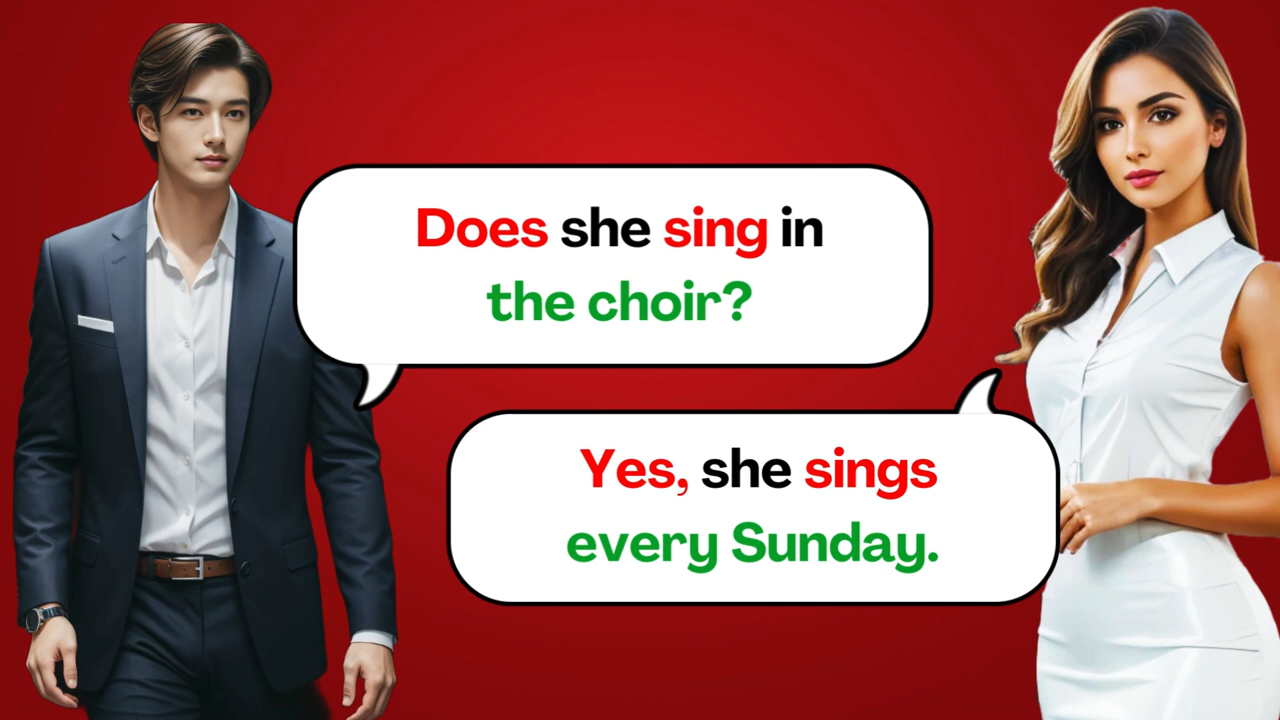 Does she sing in
the choir?
Yes, she sings
every Sunday.